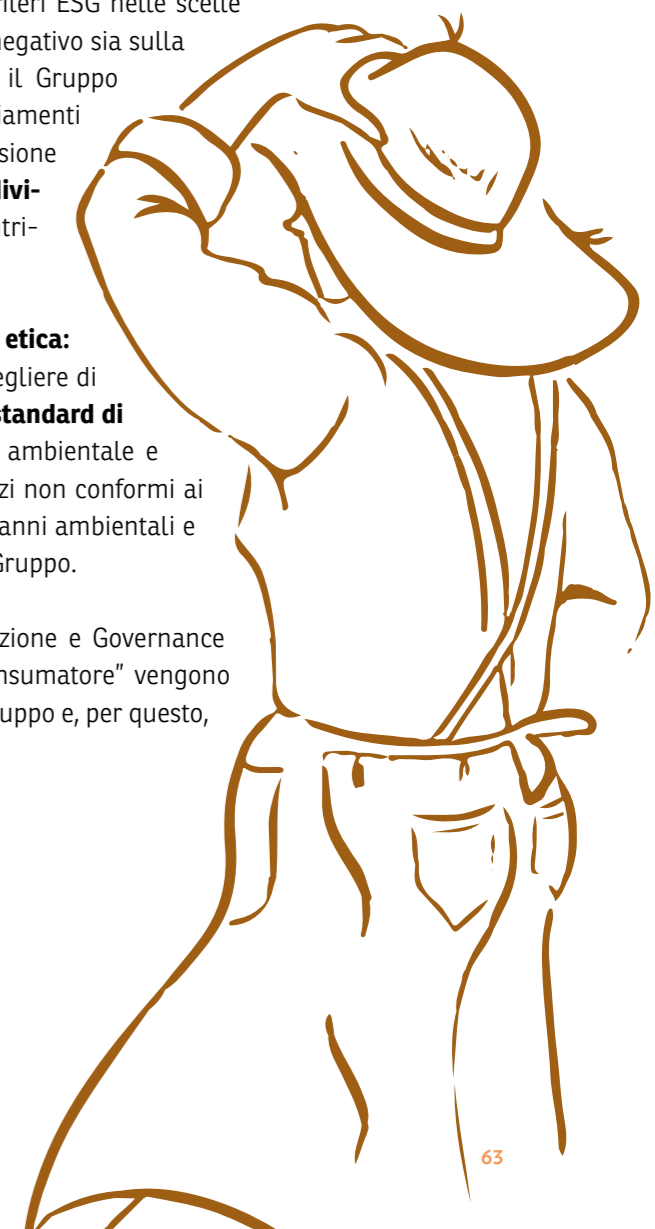 riteri ESG nelle scelte
negativo sia sulla
il Gruppo
iamenti
sione
divi-
tri-
etica:
egliere di
standard di
ambientale e
zi non conformi ai
anni ambientali e
Gruppo.
zione e Governance
nsumatore" vengono
uppo e, per questo,
63